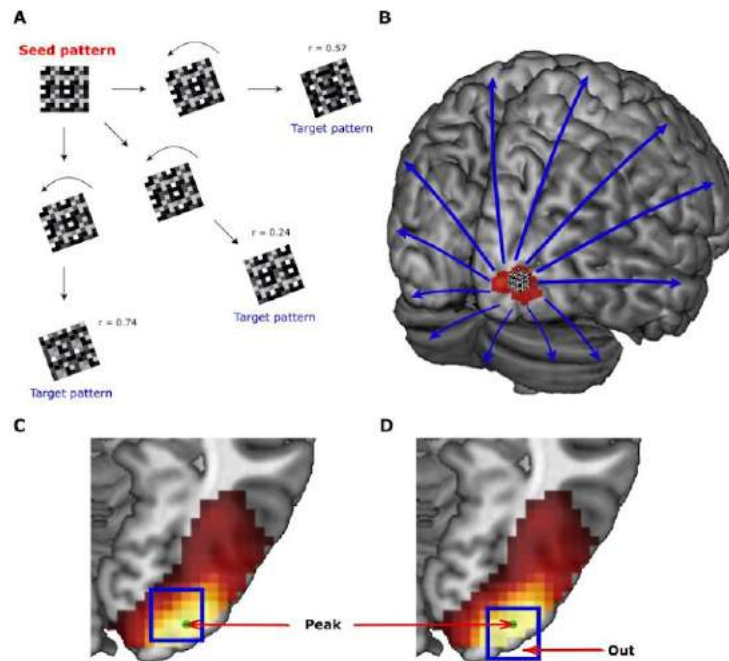 A
B
Seed pattern
r = 0.57
Target pattern
r = 0.24
Target pattern
r = 0.74
Target pattern
C
D
Peak
Out